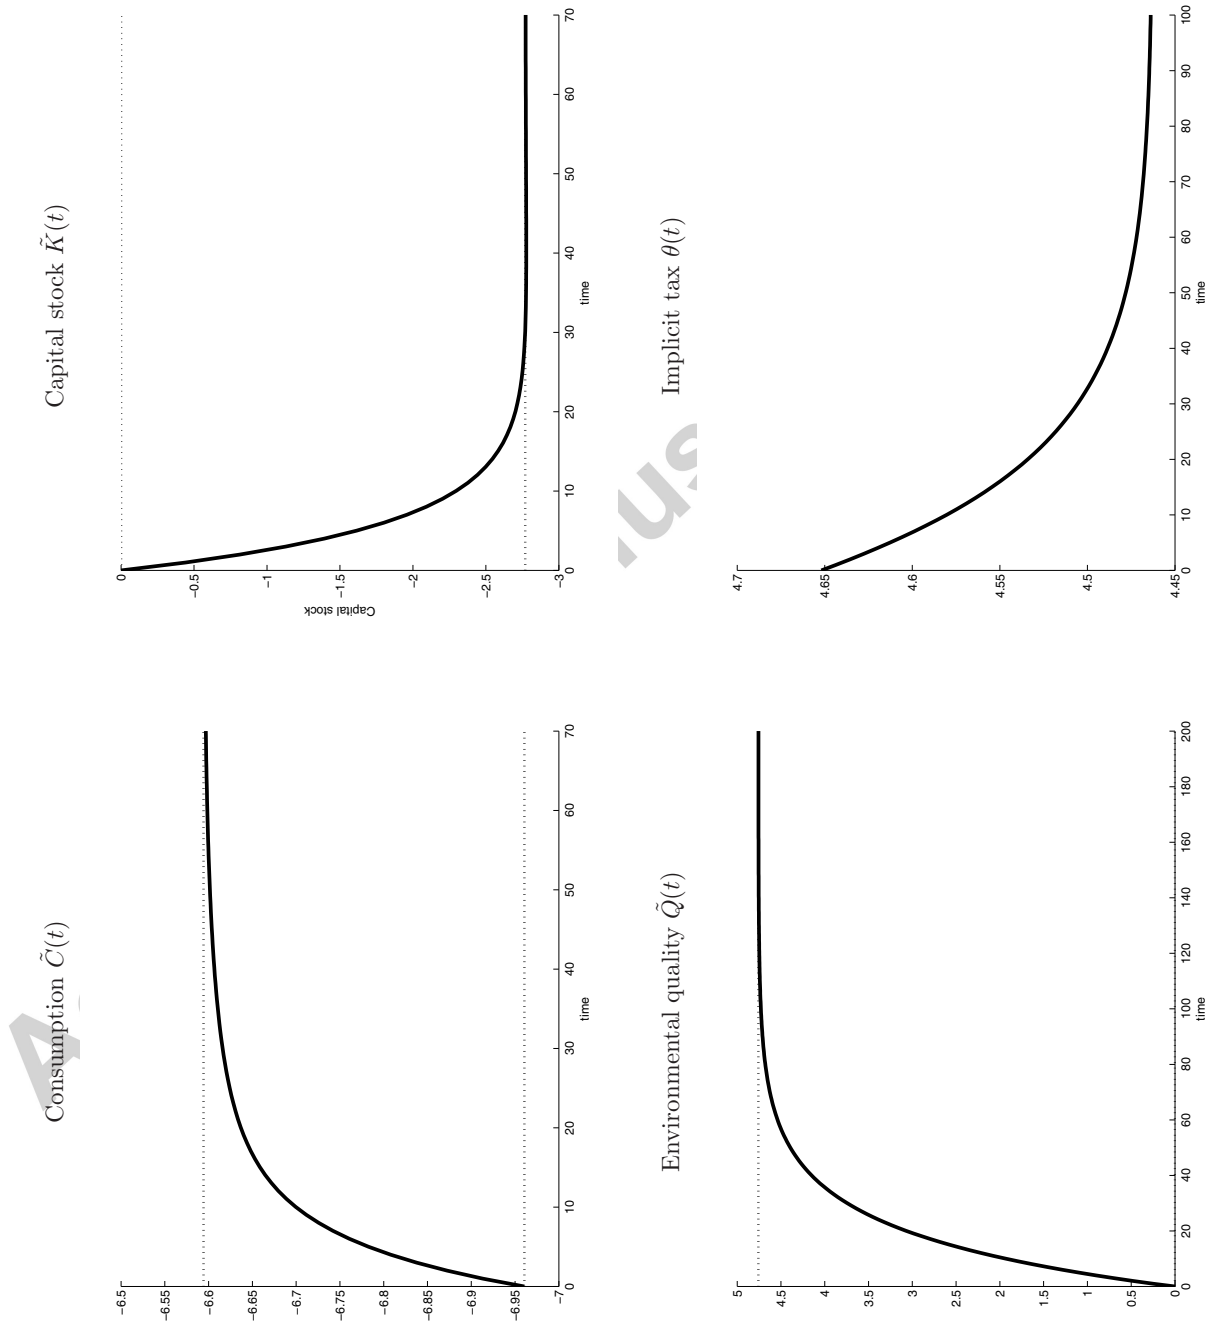 Consumption C̃(t)
−6.5
−6.55
−6.6
−6.65
−6.7
−6.75
−6.8
−6.85
−6.9
−6.95
−7
0 10 20 30 40 50 60 70
time
Capital stock K̃(t)
Capital stock
0
−0.5
−1
−1.5
−2
−2.5
−3
0 10 20 30 40 50 60 70
time
Environmental quality Q̃(t)
5
4.5
4
3.5
3
2.5
2
1.5
1
0.5
0
0 20 40 60 80 100 120 140 160 180 200
time
Implicit tax θ(t)
4.7
4.65
4.6
4.55
4.5
4.45
0 10 20 30 40 50 60 70 80 90 100
time